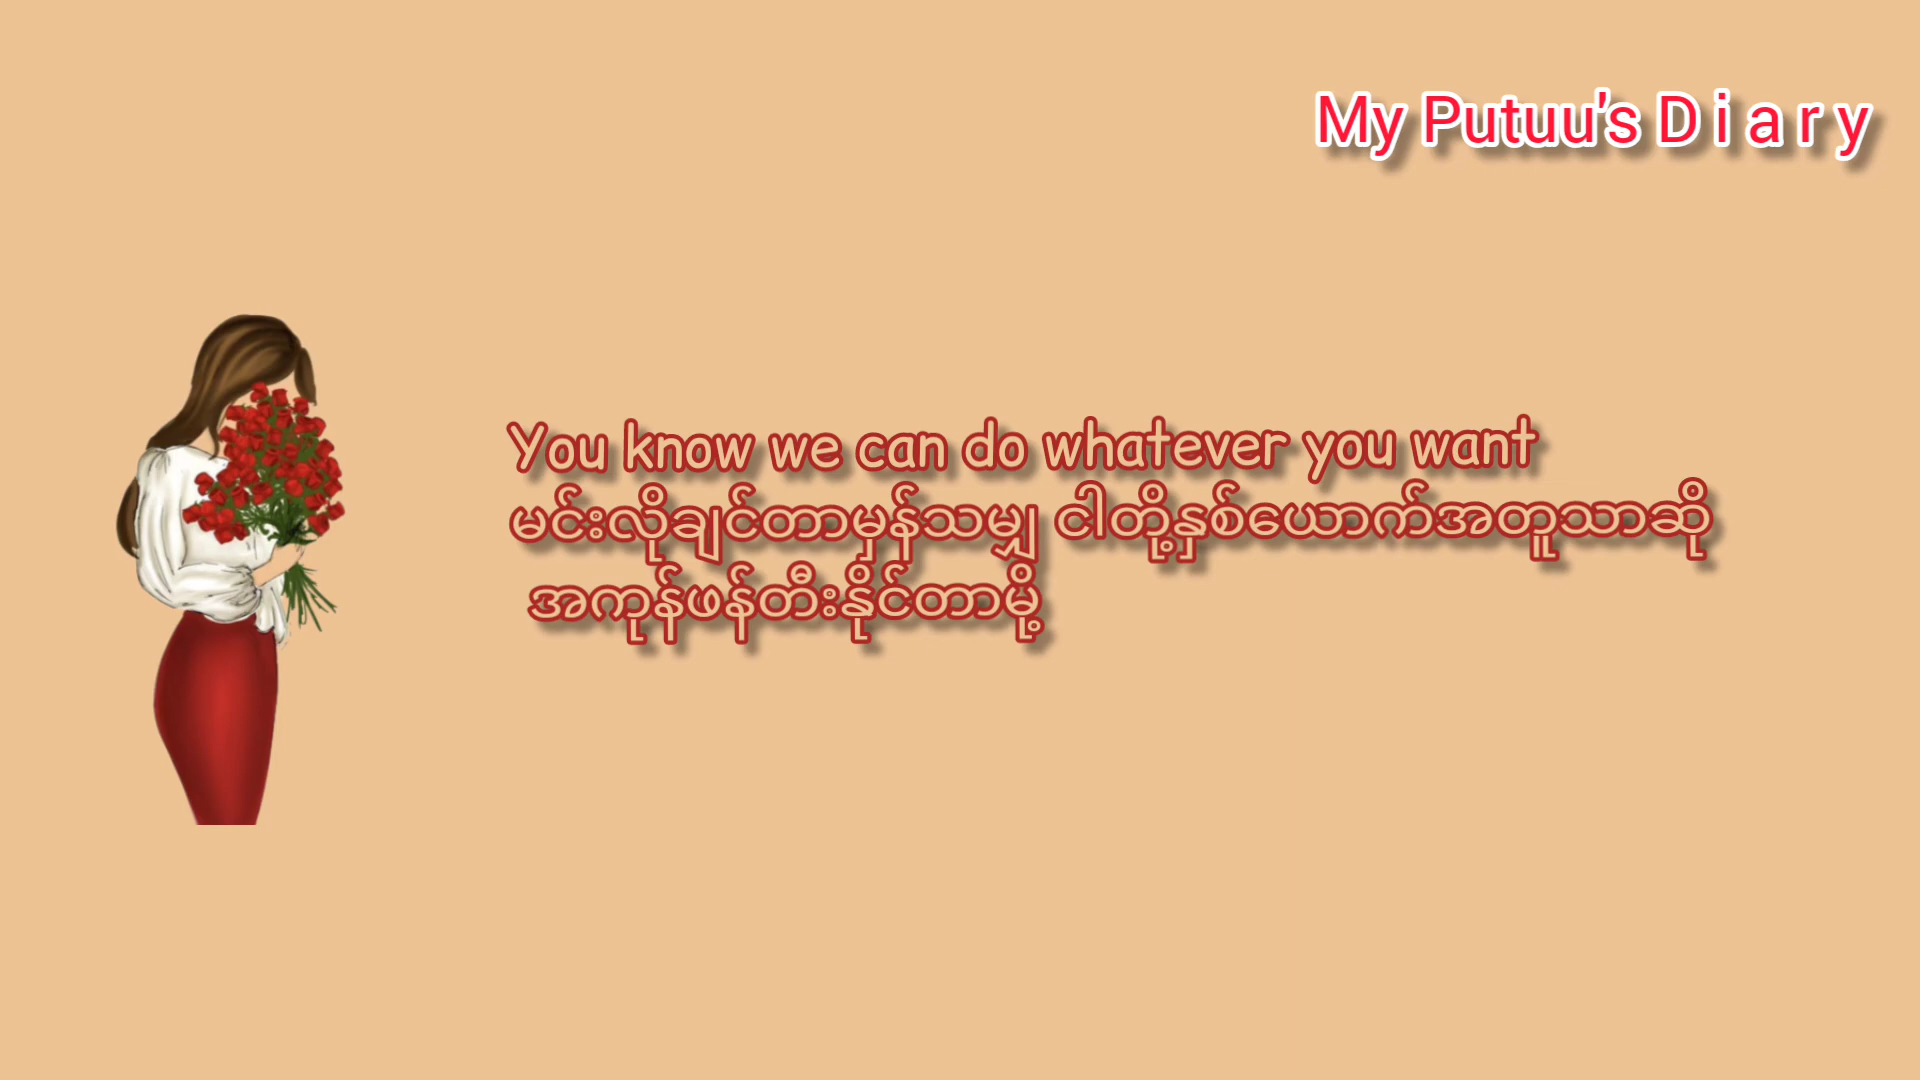 My Putuu's D i a r y
You know we can do whatever you want
မင်းလိုချင်တာမှန်သမျှ ငါတို့နှစ်ယောက်အတူသာဆို
အကုန်ဖန်တီးနိုင်တာမို့